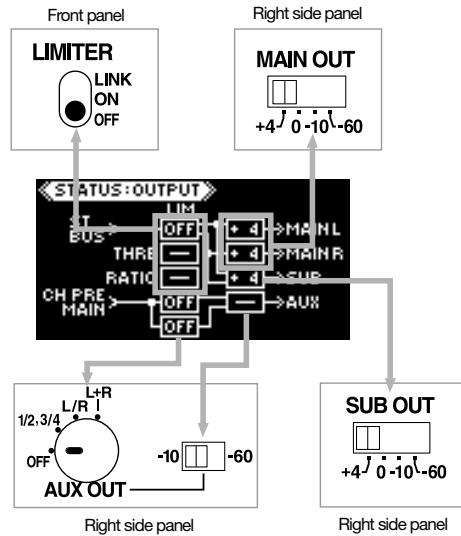 Front panel
Right side panel
LIMITER
LINK
ON
OFF
MAIN OUT
+4 0 -10 -60
STATUS:OUTPUT
LIM
ST BUS
OFF
+ 4
MAIN L
THRE
—
+ 4
MAIN R
RATIO
—
+ 4
SUB
CH PRE MAIN
OFF
—
AUX
OFF
L+R
L/R
1/2, 3/4
OFF
AUX OUT
-10
-60
Right side panel
SUB OUT
+4 0 -10 -60
Right side panel